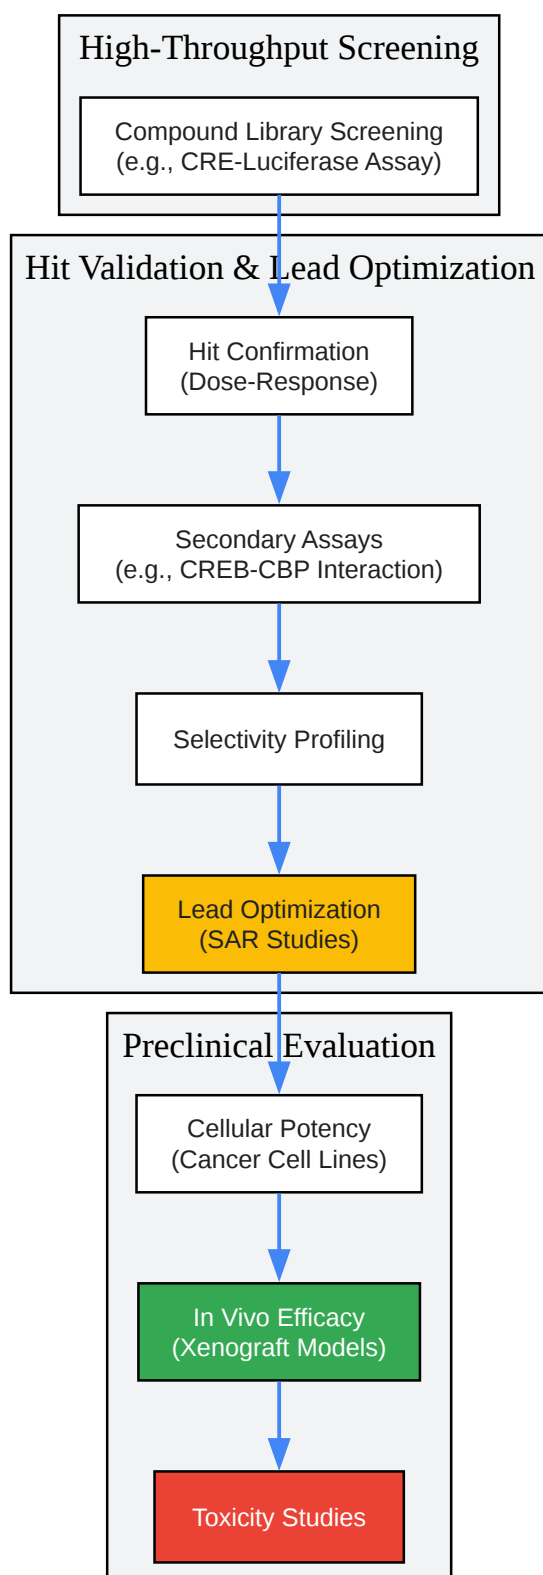 High-Throughput Screening
Compound Library Screening
(e.g., CRE-Luciferase Assay)
Hit Validation & Lead Optimization
Hit Confirmation
(Dose-Response)
Secondary Assays
(e.g., CREB-CBP Interaction)
Selectivity Profiling
Lead Optimization
(SAR Studies)
Preclinical Evaluation
Cellular Potency
(Cancer Cell Lines)
In Vivo Efficacy
(Xenograft Models)
Toxicity Studies